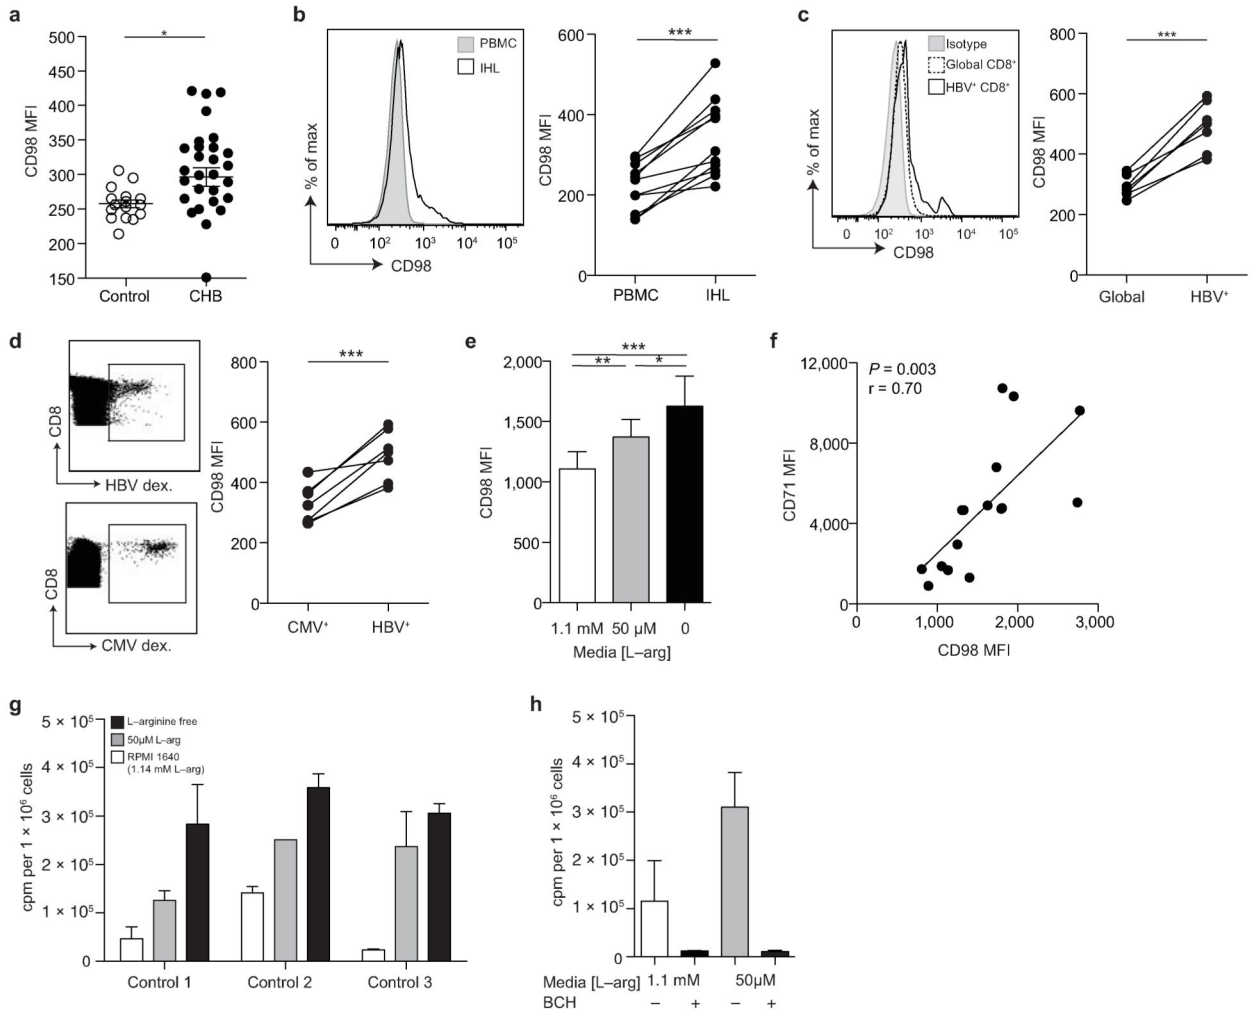 a
*
500
450
400
350
300
250
200
150
CD98 MFI
Control
CHB
b
PBMC
IHL
% of max
0
10²
10³
10⁴
10⁵
CD98
***
600
400
200
0
CD98 MFI
PBMC
IHL
c
Isotype
Global CD8⁺
HBV⁺ CD8⁺
% of max
0
10²
10³
10⁴
10⁵
CD98
***
800
600
400
200
0
CD98 MFI
Global
HBV⁺
d
CD8
HBV dex.
CD8
CMV dex.
***
800
600
400
200
0
CD98 MFI
CMV⁺
HBV⁺
e
***
**
*
2,000
1,500
1,000
500
0
CD98 MFI
1.1 mM
50 µM
0
Media [L–arg]
f
P = 0.003
r = 0.70
12,000
8,000
4,000
0
CD71 MFI
0
1,000
2,000
3,000
CD98 MFI
g
L–arginine free
50µM L–arg
RPMI 1640
(1.14 mM L–arg)
5 × 10⁵
4 × 10⁵
3 × 10⁵
2 × 10⁵
1 × 10⁵
0
cpm per 1 × 10⁶ cells
Control 1
Control 2
Control 3
h
5 × 10⁵
4 × 10⁵
3 × 10⁵
2 × 10⁵
1 × 10⁵
0
cpm per 1 × 10⁶ cells
Media [L–arg] 1.1 mM 50µM
BCH – + – +